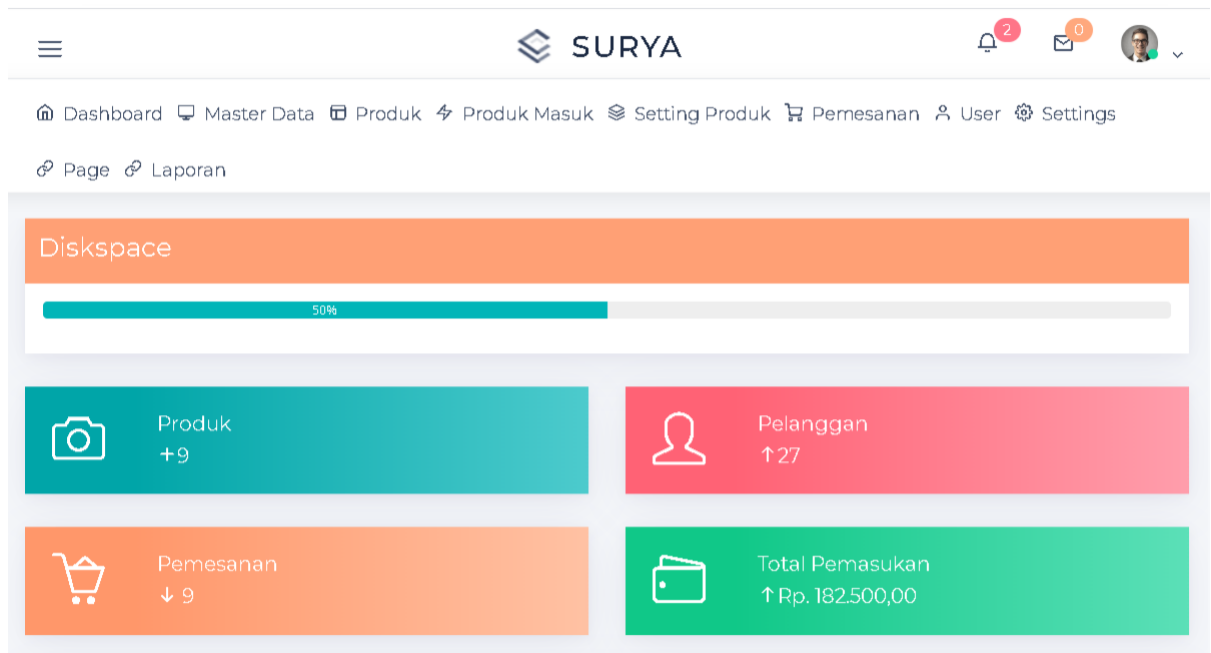 SURYA
2
0
Dashboard Master Data Produk Produk Masuk Setting Produk Pemesanan User Settings
Page Laporan
Diskspace
50%
Produk
+9
Pelanggan
↑27
Pemesanan
↓ 9
Total Pemasukan
↑Rp. 182.500,00